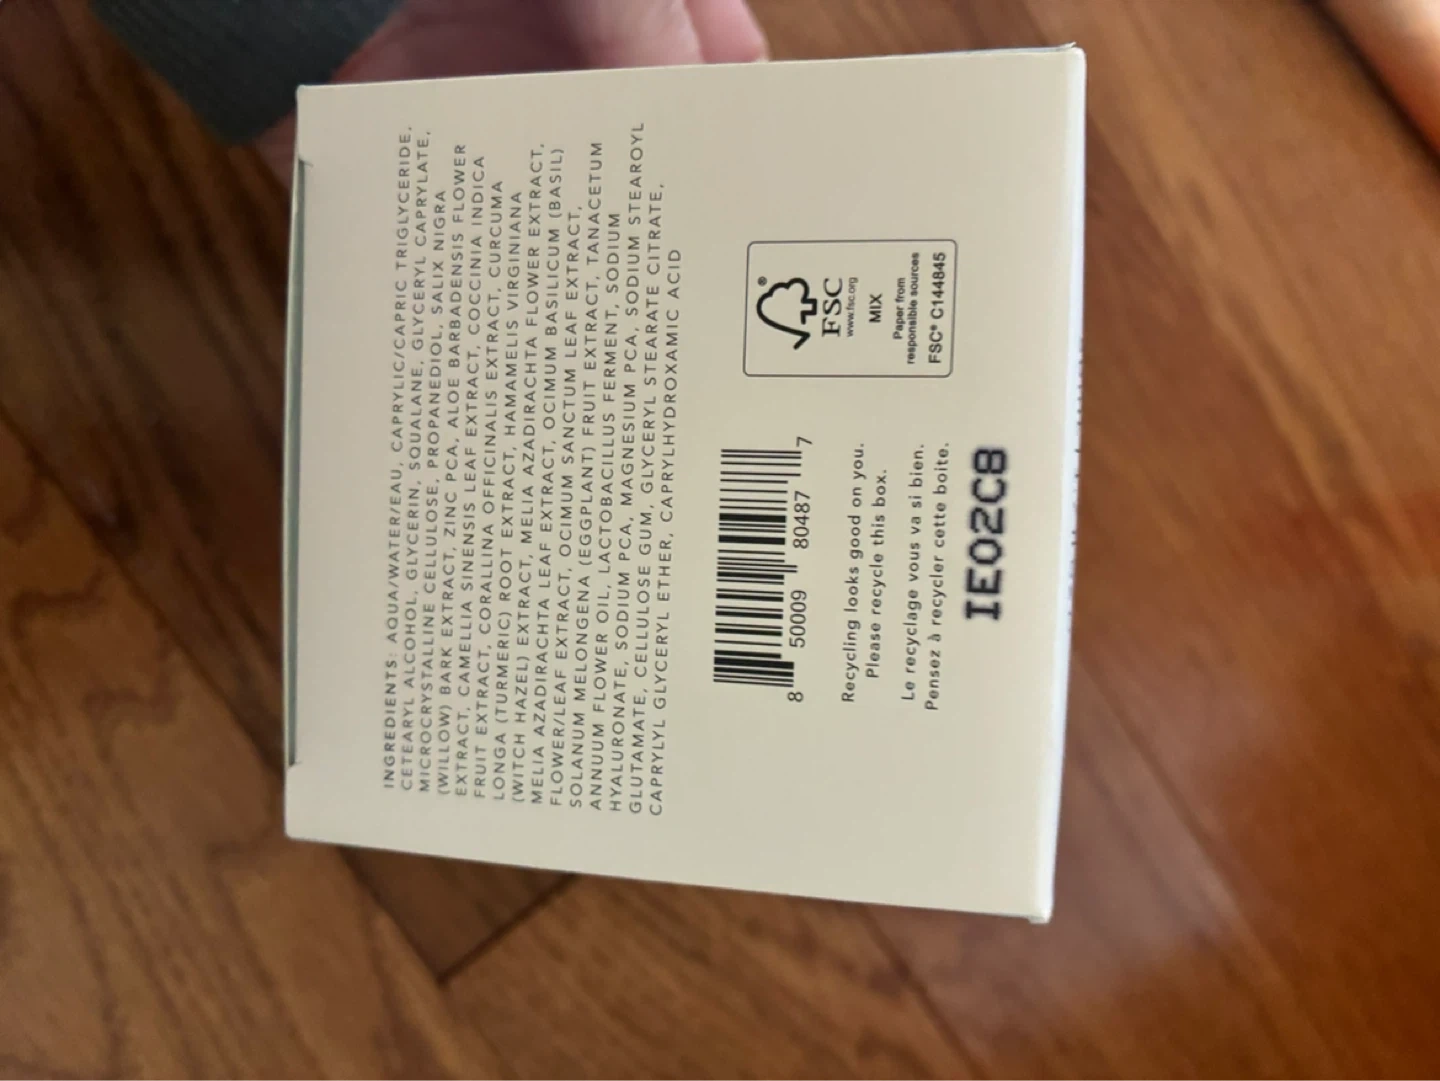 INGREDIENTS: AQUA/WATER/EAU, CAPRYLIC/CAPRIC TRIGLYCERIDE,
CETEARYL ALCOHOL, GLYCERIN, SQUALANE, GLYCERYL CAPRYLATE,
MICROCRYSTALLINE CELLULOSE, PROPANEDIOL, SALIX NIGRA
(WILLOW) BARK EXTRACT, ZINC PCA, ALOE BARBADENSIS FLOWER
EXTRACT, CAMELLIA SINENSIS LEAF EXTRACT, COCCINIA INDICA
FRUIT EXTRACT, CORALLINA OFFICINALIS EXTRACT, CURCUMA
LONGA (TURMERIC) ROOT EXTRACT, HAMAMELIS VIRGINIANA
(WITCH HAZEL) EXTRACT, MELIA AZADIRACHTA FLOWER EXTRACT,
MELIA AZADIRACHTA LEAF EXTRACT, OCIMUM BASILICUM (BASIL)
FLOWER/LEAF EXTRACT, OCIMUM SANCTUM LEAF EXTRACT,
SOLANUM MELONGENA (EGGPLANT) FRUIT EXTRACT, TANACETUM
ANNUUM FLOWER OIL, LACTOBACILLUS FERMENT, SODIUM
HYALURONATE, SODIUM PCA, MAGNESIUM PCA, SODIUM STEAROYL
GLUTAMATE, CELLULOSE GUM, GLYCERYL STEARATE CITRATE,
CAPRYLYL GLYCERYL ETHER, CAPRYLHYDROXAMIC ACID
8 50009 80487 7
FSC®
www.fsc.org
MIX
Paper from
responsible sources
FSC® C144845
Recycling looks good on you.
Please recycle this box.
Le recyclage vous va si bien.
Pensez à recycler cette boite.
IE02CB